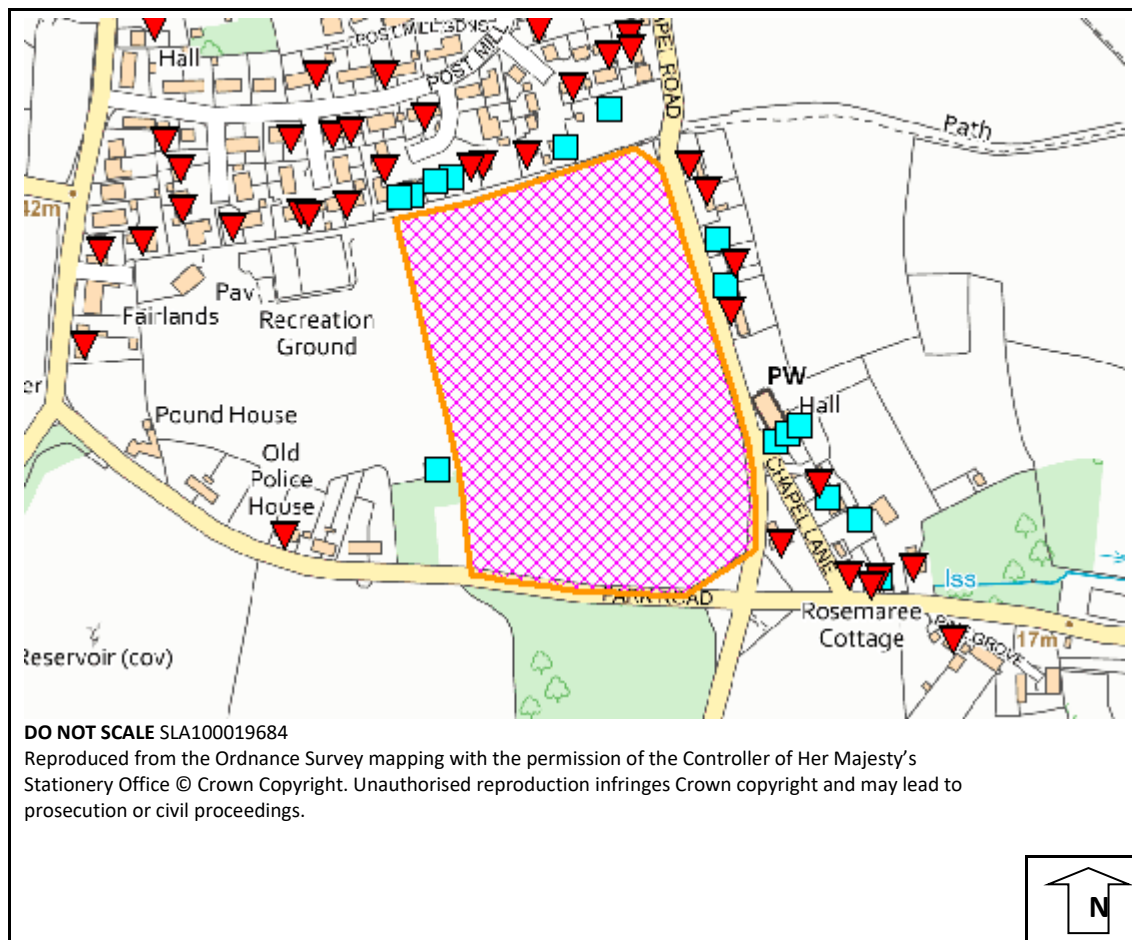 POST MILL GDNS
Hall
POST MILL
PEL ROAD
Path
42m
Pav
Fairlands
Recreation
Ground
er
PW
Hall
Pound House
Old
Police
House
CHAPEL LANE
Iss
PARK ROAD
Rosemaree
Cottage
GROVE
17m
Reservoir (cov)
DO NOT SCALE SLA100019684
Reproduced from the Ordnance Survey mapping with the permission of the Controller of Her Majesty’s
Stationery Office © Crown Copyright. Unauthorised reproduction infringes Crown copyright and may lead to
prosecution or civil proceedings.
N